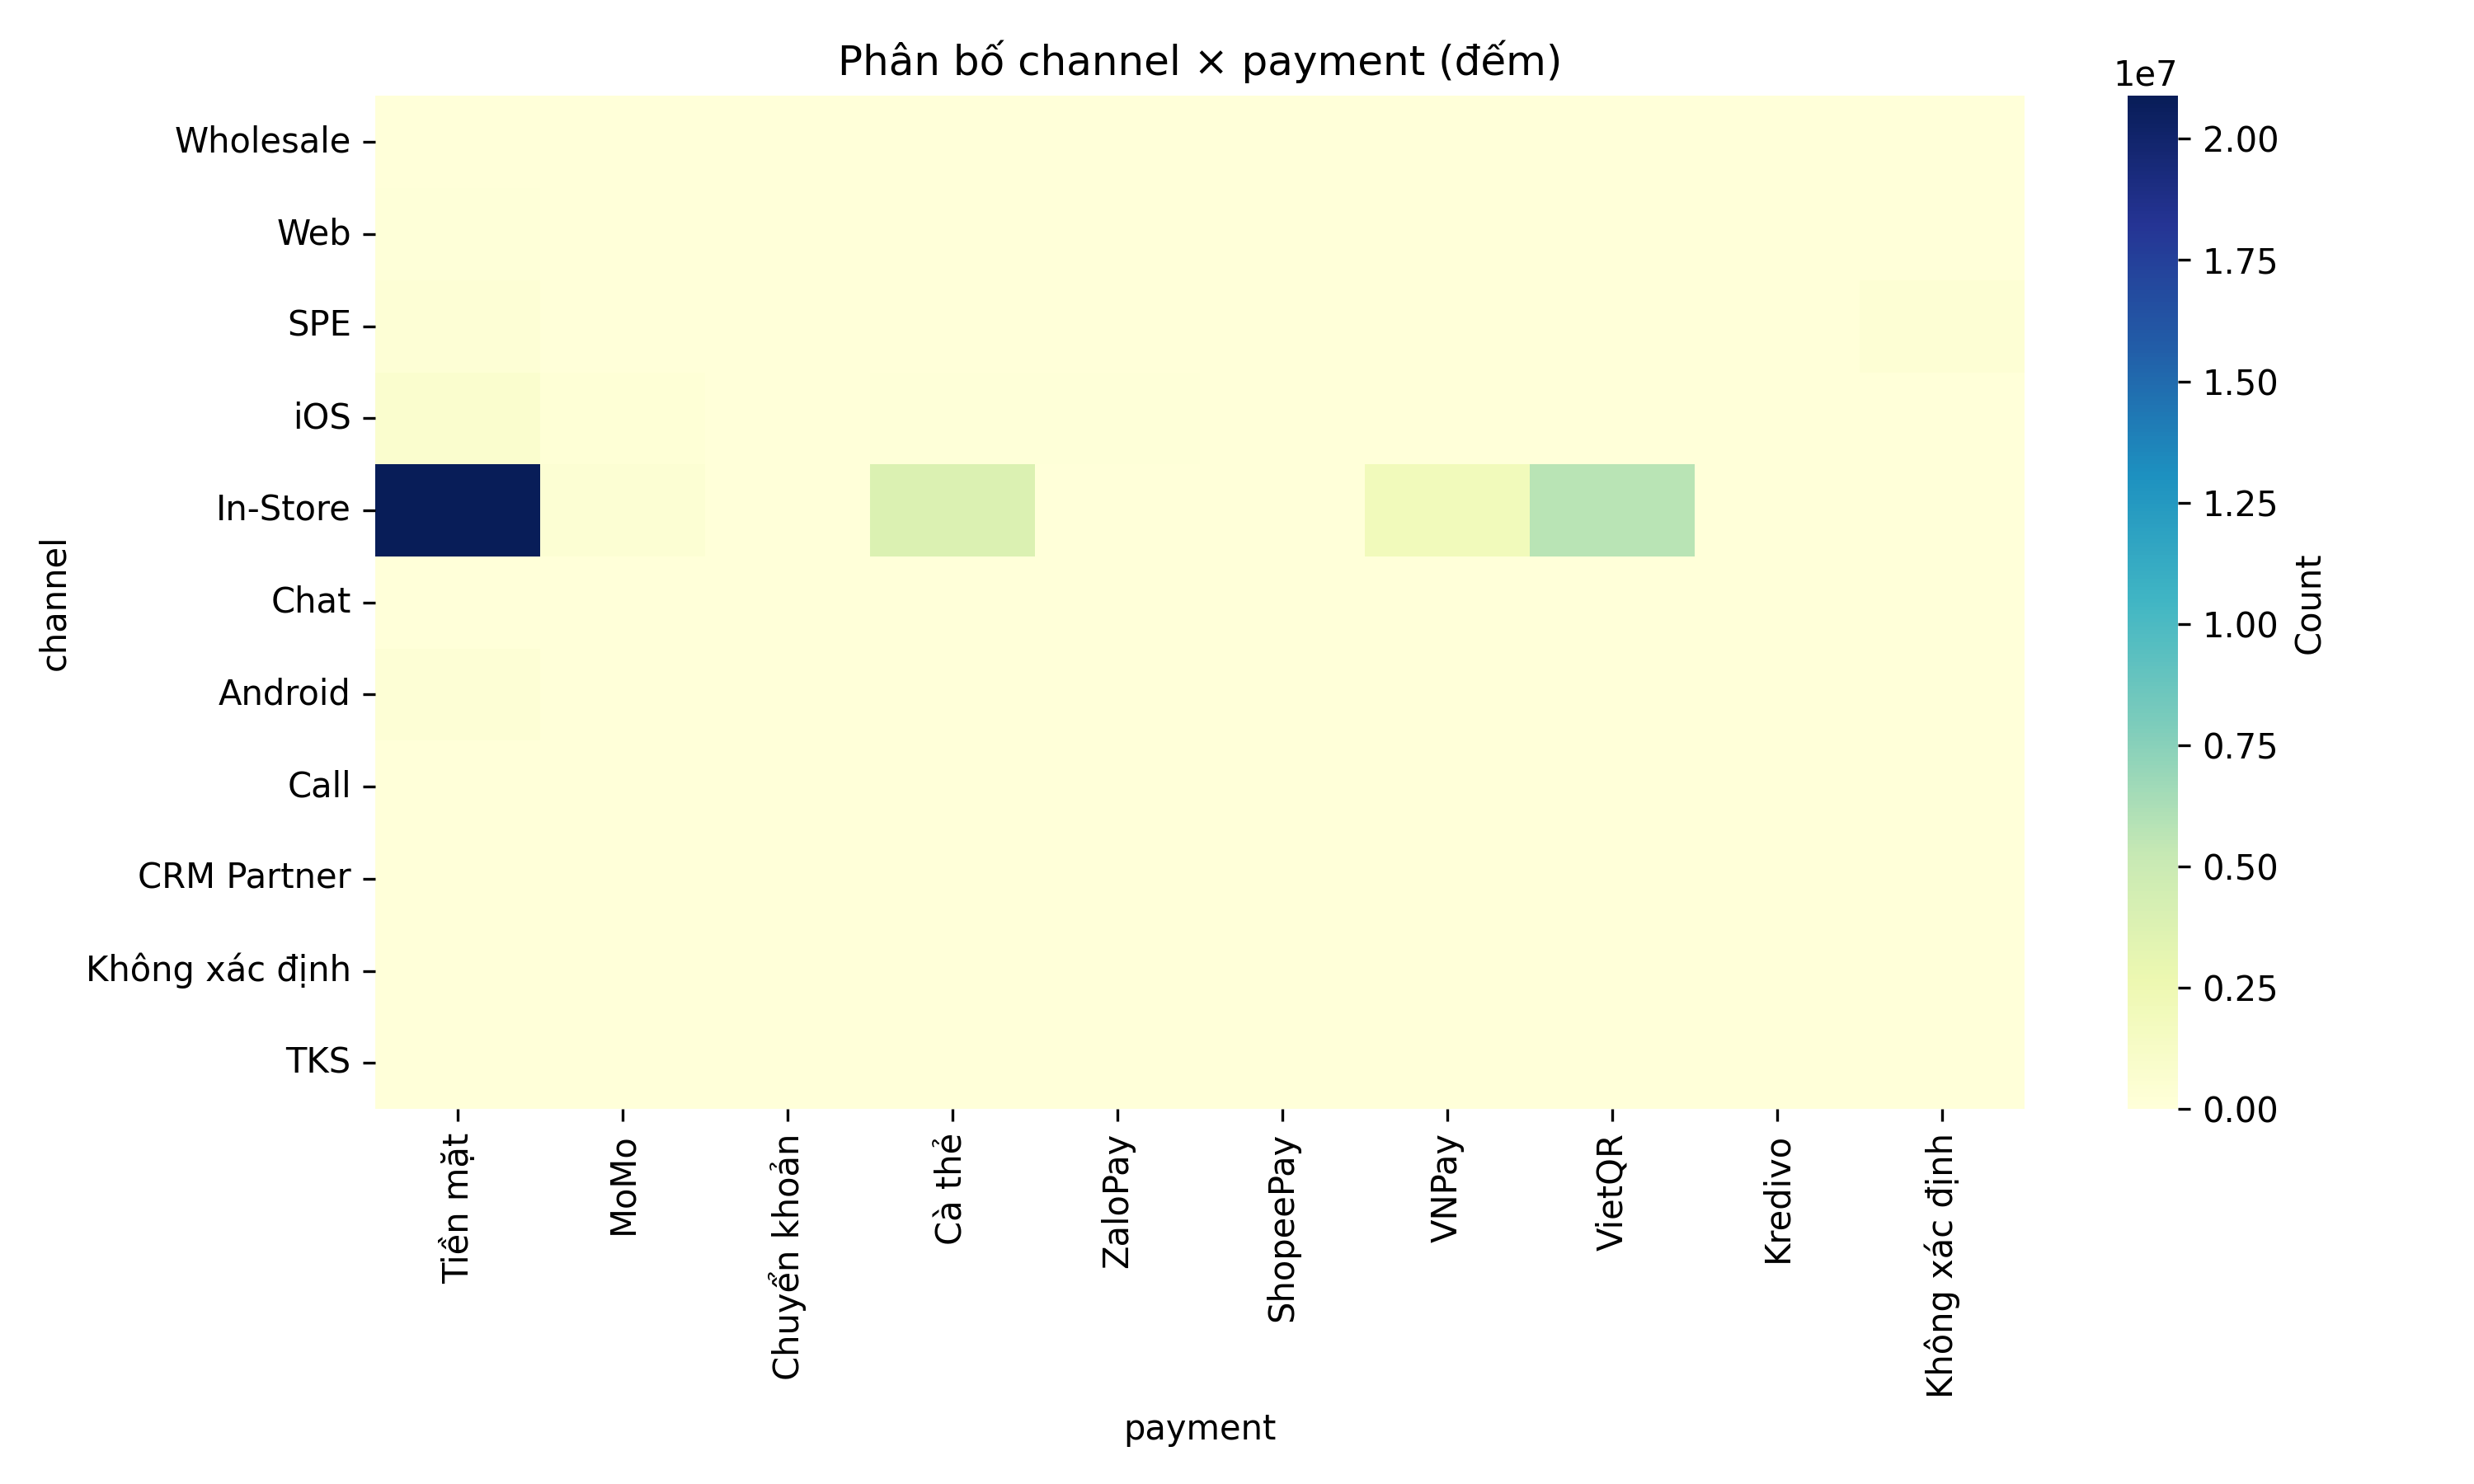 Phân bố channel × payment (đếm)
channel
Wholesale
Web
SPE
iOS
In-Store
Chat
Android
Call
CRM Partner
Không xác định
TKS
Tiền mặt
MoMo
Chuyển khoản
Cà thẻ
ZaloPay
ShopeePay
VNPay
VietQR
Kredivo
Không xác định
payment
1e7
2.00
1.75
1.50
1.25
1.00
0.75
0.50
0.25
0.00
Count